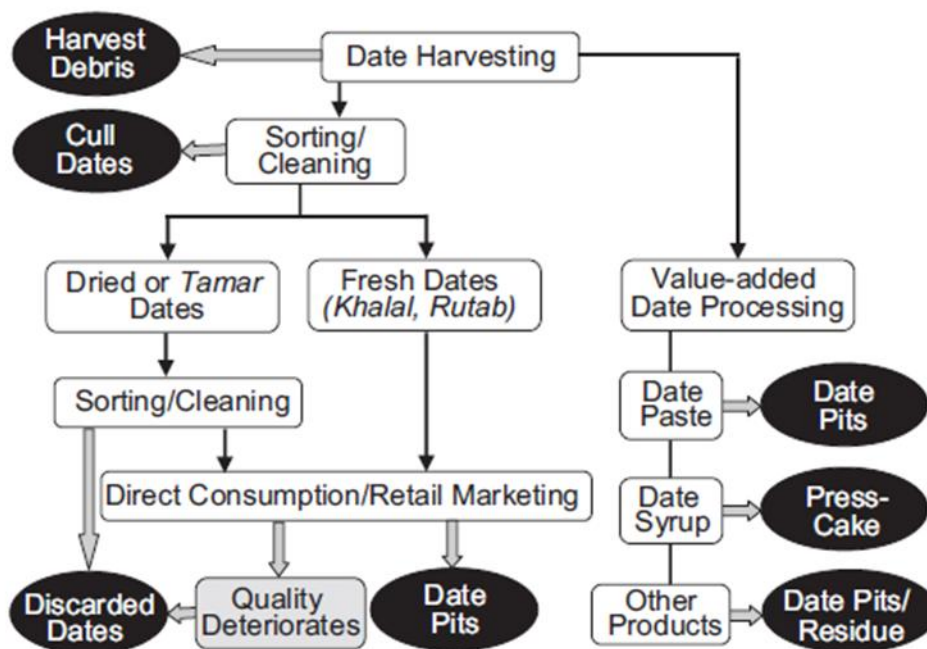 Harvest
Debris
Date Harvesting
Cull
Dates
Sorting/
Cleaning
Dried or Tamar
Dates
Fresh Dates
(Khalal, Rutab)
Value-added
Date Processing
Sorting/Cleaning
Date
Paste
Date
Pits
Direct Consumption/Retail Marketing
Date
Syrup
Press-
Cake
Discarded
Dates
Quality
Deteriorates
Date
Pits
Other
Products
Date Pits/
Residue